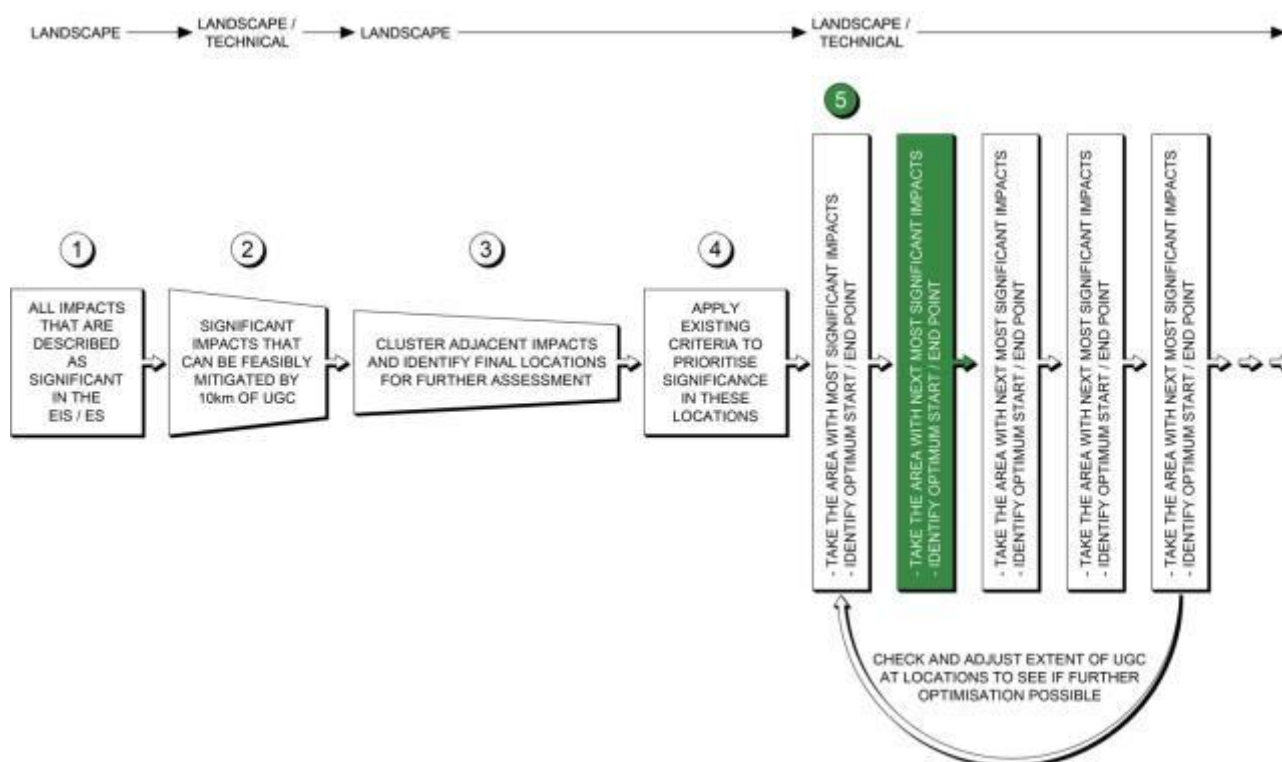 LANDSCAPE
LANDSCAPE /
TECHNICAL
LANDSCAPE
LANDSCAPE /
TECHNICAL
1
ALL IMPACTS
THAT ARE
DESCRIBED
AS
SIGNIFICANT
IN THE
EIS / ES
2
SIGNIFICANT
IMPACTS THAT
CAN BE FEASIBLY
MITIGATED BY
10km OF UGC
3
CLUSTER ADJACENT IMPACTS
AND IDENTIFY FINAL LOCATIONS
FOR FURTHER ASSESSMENT
4
APPLY
EXISTING
CRITERIA TO
PRIORITISE
SIGNIFICANCE
IN THESE
LOCATIONS
5
- TAKE THE AREA WITH MOST SIGNIFICANT IMPACTS
- IDENTIFY OPTIMUM START / END POINT
- TAKE THE AREA WITH NEXT MOST SIGNIFICANT IMPACTS
- IDENTIFY OPTIMUM START / END POINT
- TAKE THE AREA WITH NEXT MOST SIGNIFICANT IMPACTS
- IDENTIFY OPTIMUM START / END POINT
- TAKE THE AREA WITH NEXT MOST SIGNIFICANT IMPACTS
- IDENTIFY OPTIMUM START / END POINT
- TAKE THE AREA WITH NEXT MOST SIGNIFICANT IMPACTS
- IDENTIFY OPTIMUM START / END POINT
CHECK AND ADJUST EXTENT OF UGC
AT LOCATIONS TO SEE IF FURTHER
OPTIMISATION POSSIBLE